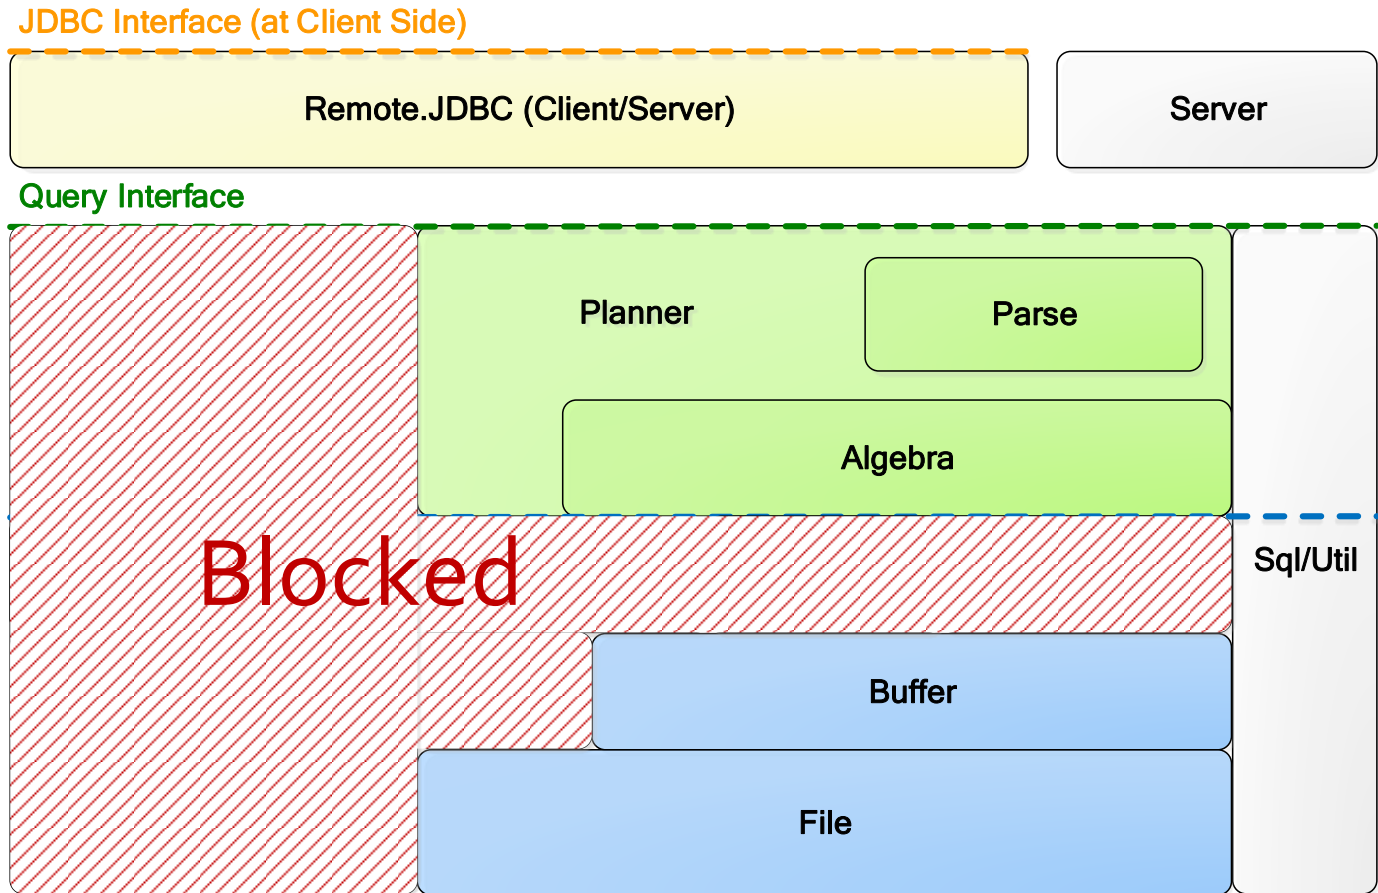 JDBC Interface (at Client Side)
Remote.JDBC (Client/Server)
Server
Query Interface
Planner
Parse
Algebra
Blocked
Sql/Util
Buffer
File